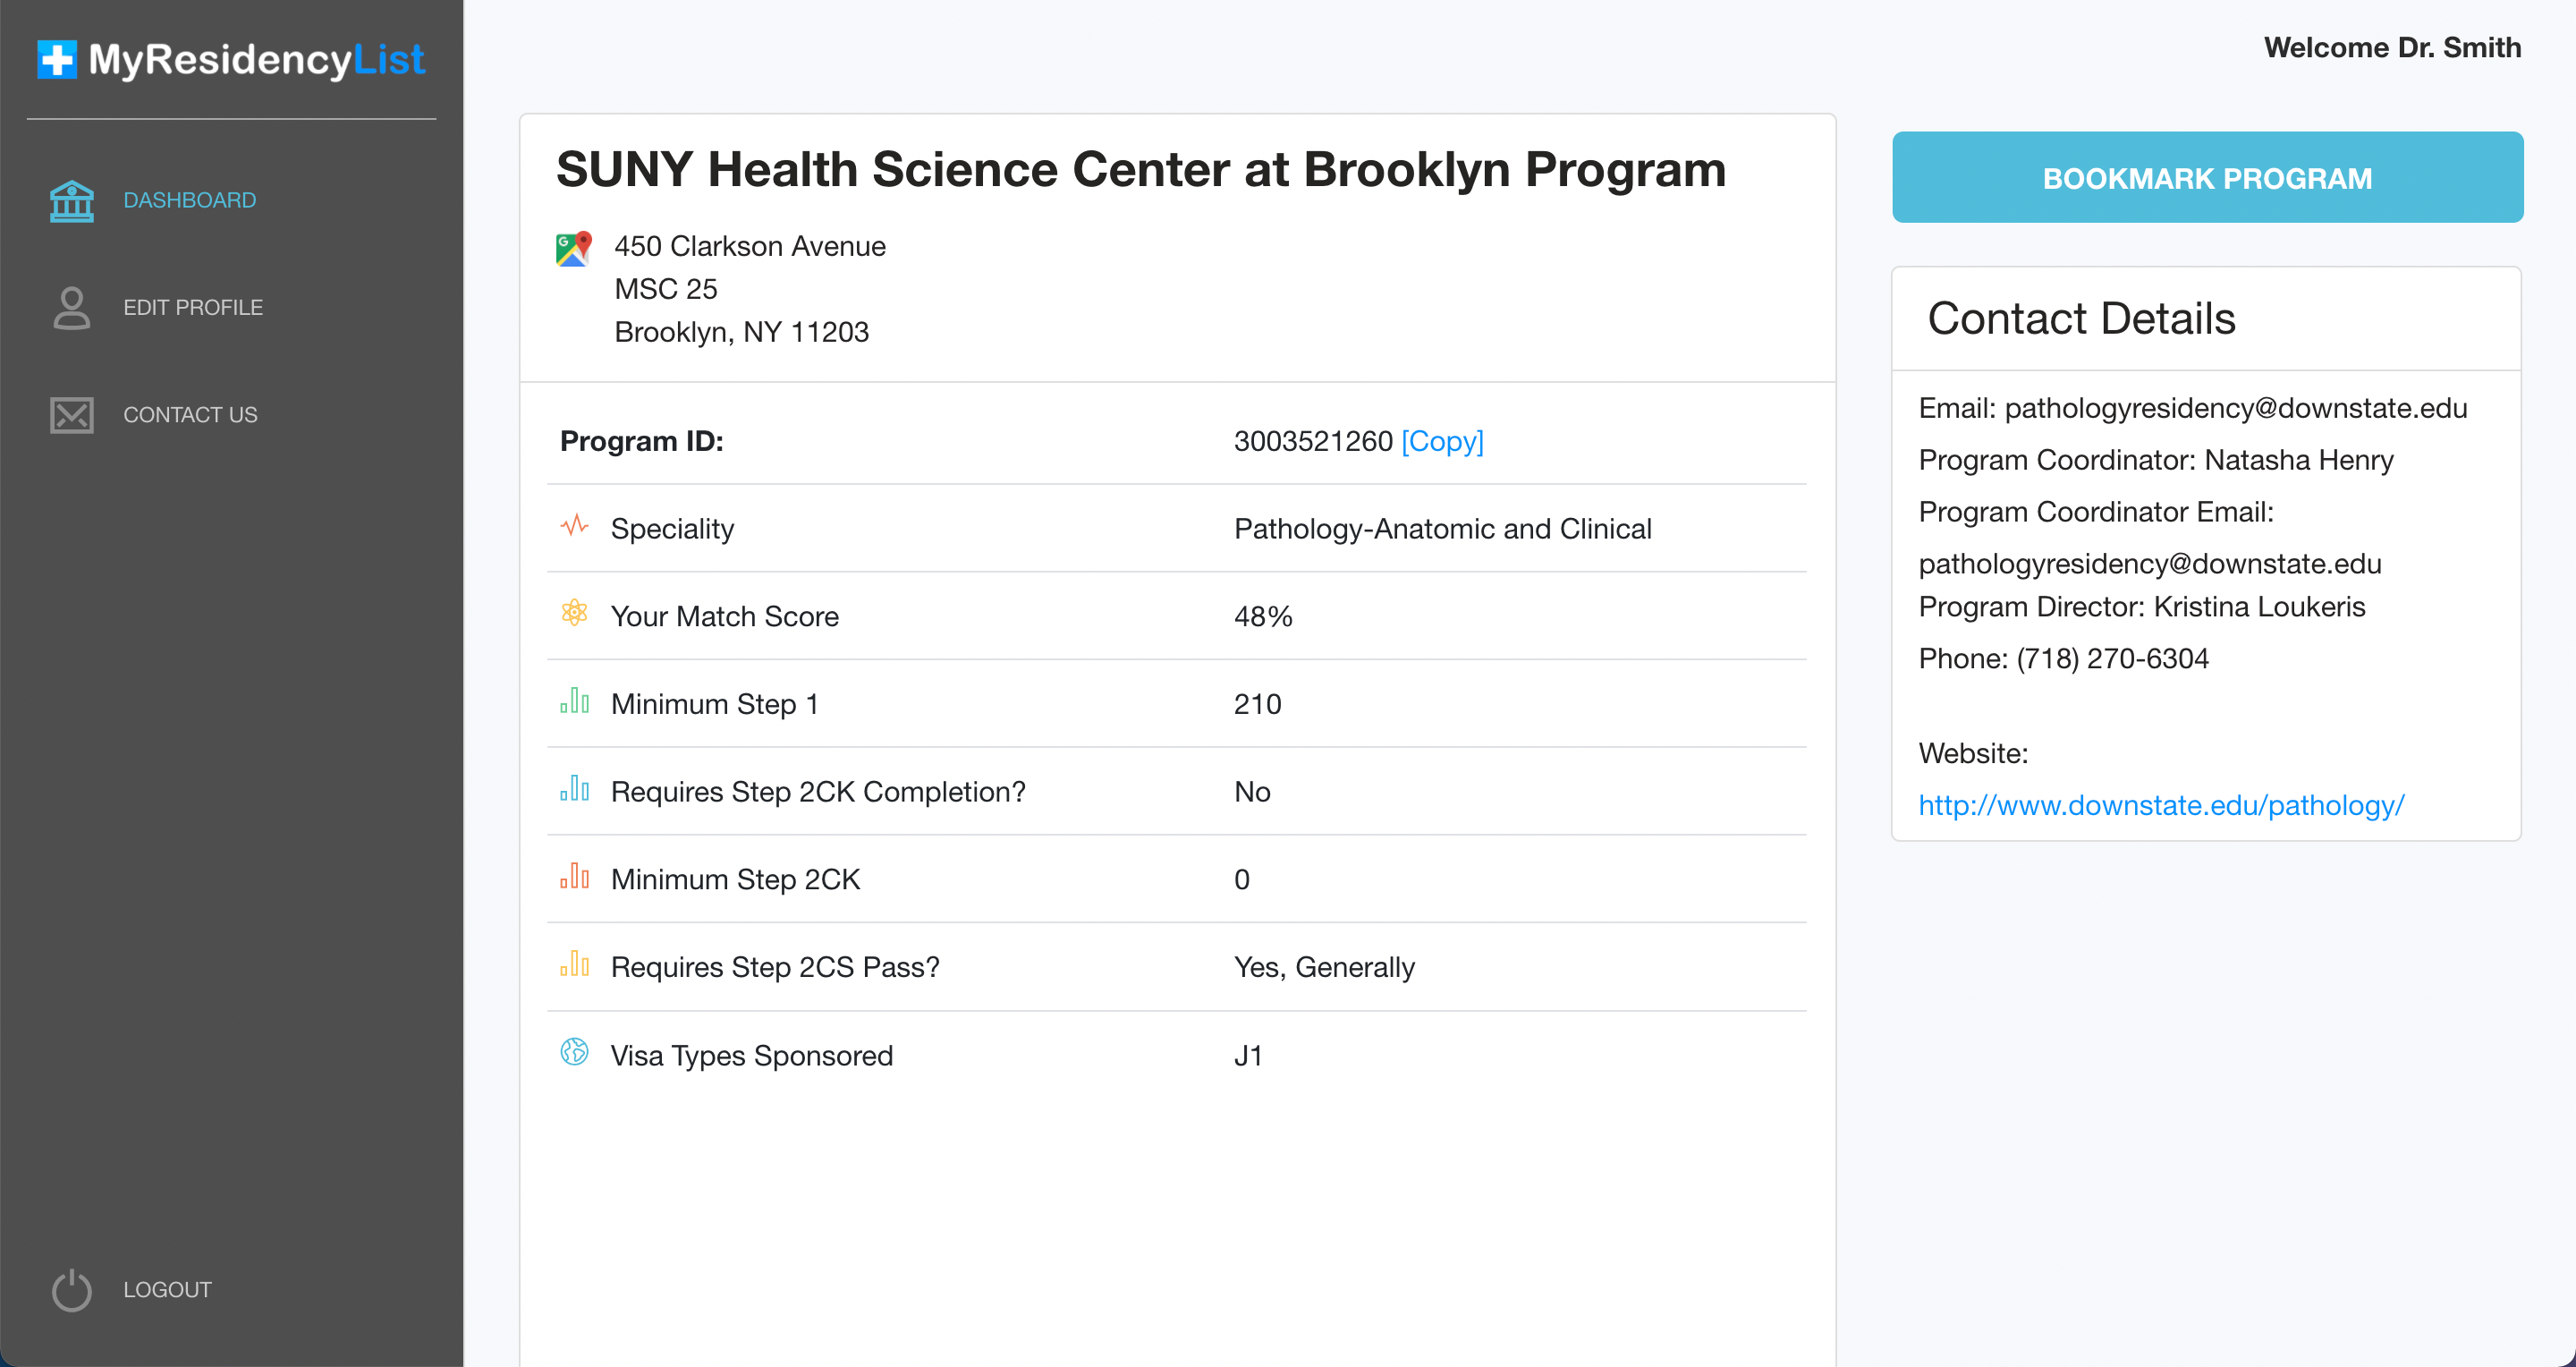 MyResidencyList
DASHBOARD
EDIT PROFILE
CONTACT US
LOGOUT
Welcome Dr. Smith
SUNY Health Science Center at Brooklyn Program
450 Clarkson Avenue
MSC 25
Brooklyn, NY 11203
Program ID: 3003521260 [Copy]
Speciality Pathology-Anatomic and Clinical
Your Match Score 48%
Minimum Step 1 210
Requires Step 2CK Completion? No
Minimum Step 2CK 0
Requires Step 2CS Pass? Yes, Generally
Visa Types Sponsored J1
BOOKMARK PROGRAM
Contact Details
Email: pathologyresidency@downstate.edu
Program Coordinator: Natasha Henry
Program Coordinator Email:
pathologyresidency@downstate.edu
Program Director: Kristina Loukeris
Phone: (718) 270-6304
Website:
http://www.downstate.edu/pathology/